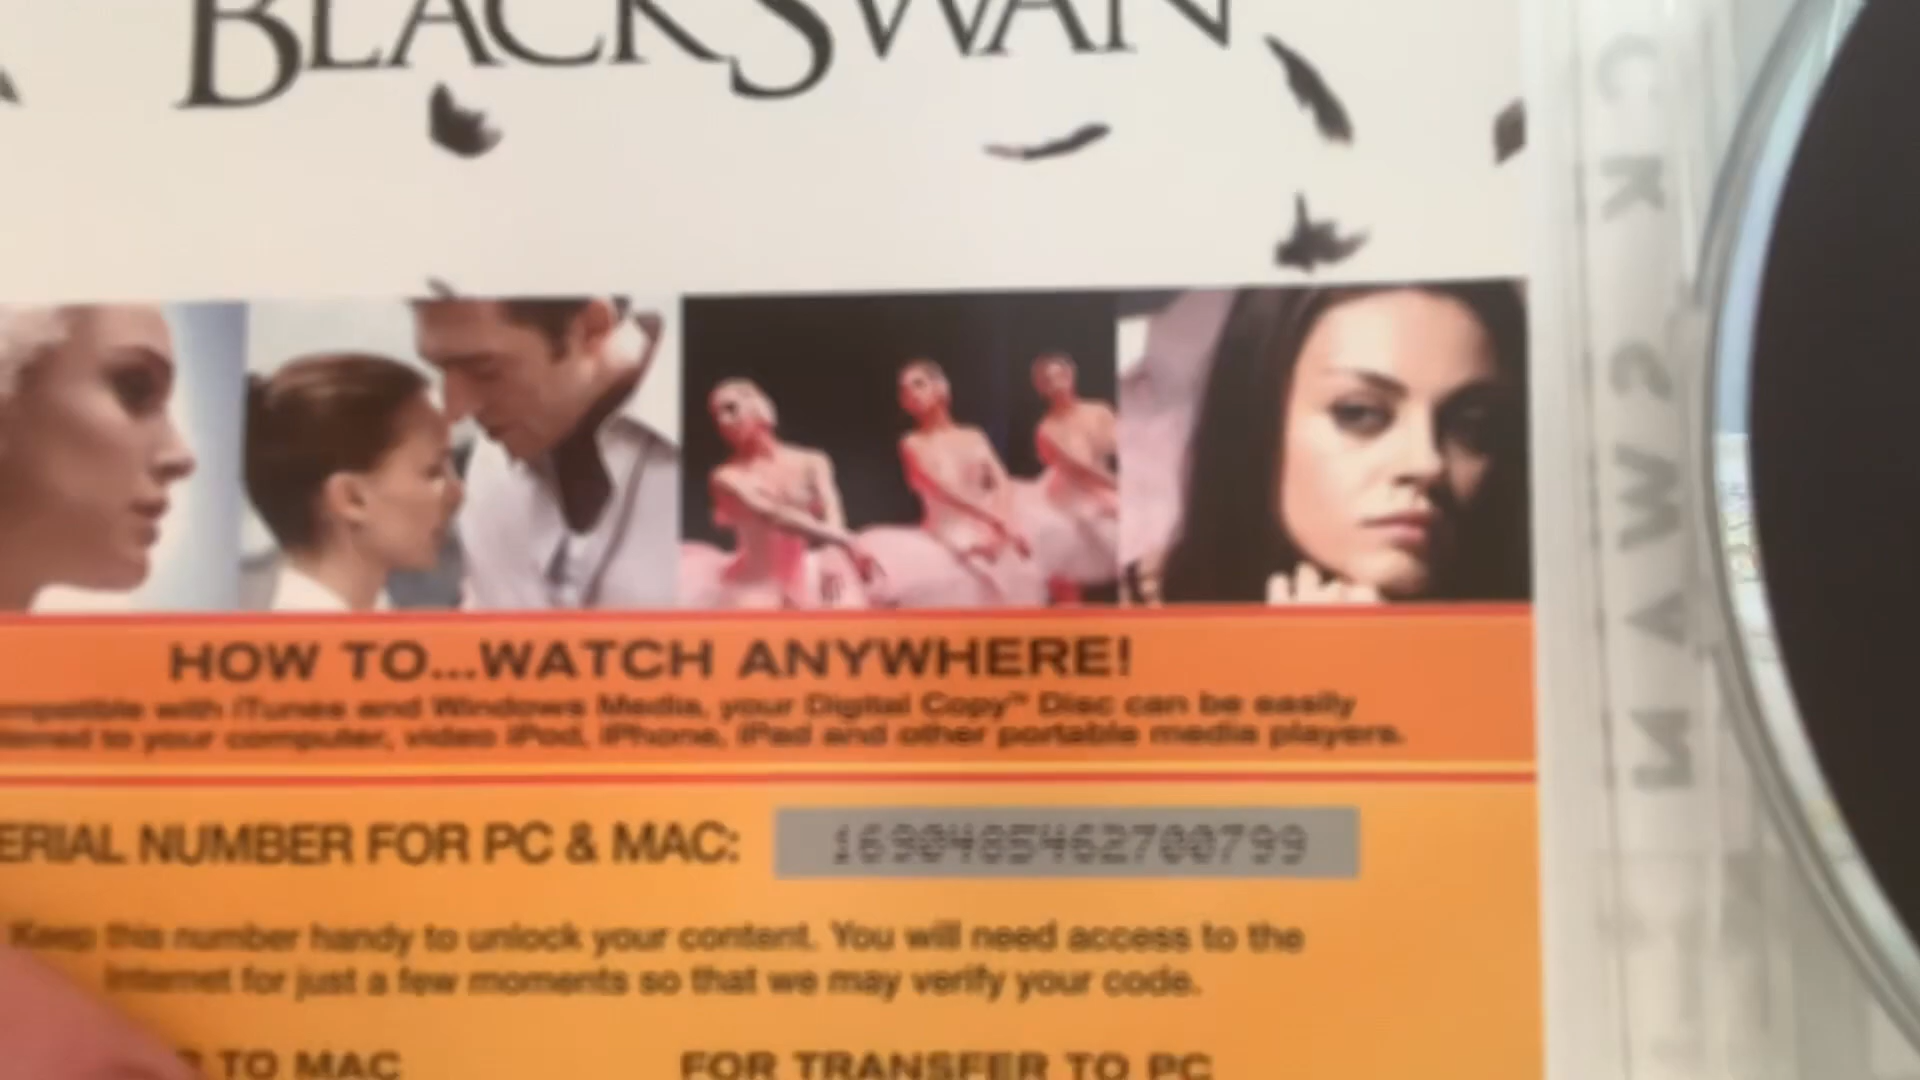 BLACK SWAN
HOW TO...WATCH ANYWHERE!
with iTunes and Windows Media, your Digital Copy™ Disc can be easily
to your computer, video iPod, iPhone, iPad and other portable media players.
ERIAL NUMBER FOR PC & MAC:
Keep this number handy to unlock your content. You will need access to the
Internet for just a few moments so that we may verify your code.
TO MAC
FOR TRANSFER TO PC